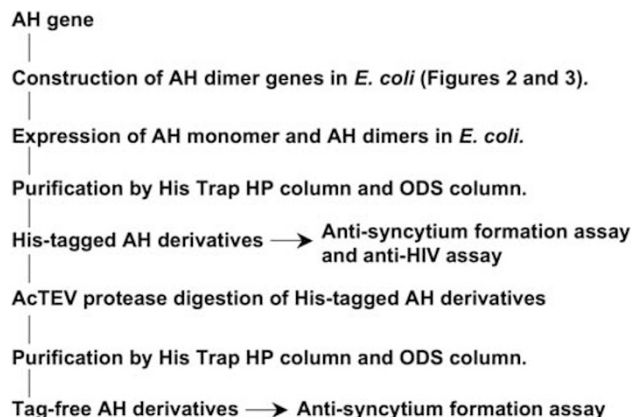 AH gene
Construction of AH dimer genes in E. coli (Figures 2 and 3).
Expression of AH monomer and AH dimers in E. coli.
Purification by His Trap HP column and ODS column.
His-tagged AH derivatives
Anti-syncytium formation assay
and anti-HIV assay
AcTEV protease digestion of His-tagged AH derivatives
Purification by His Trap HP column and ODS column.
Tag-free AH derivatives
Anti-syncytium formation assay